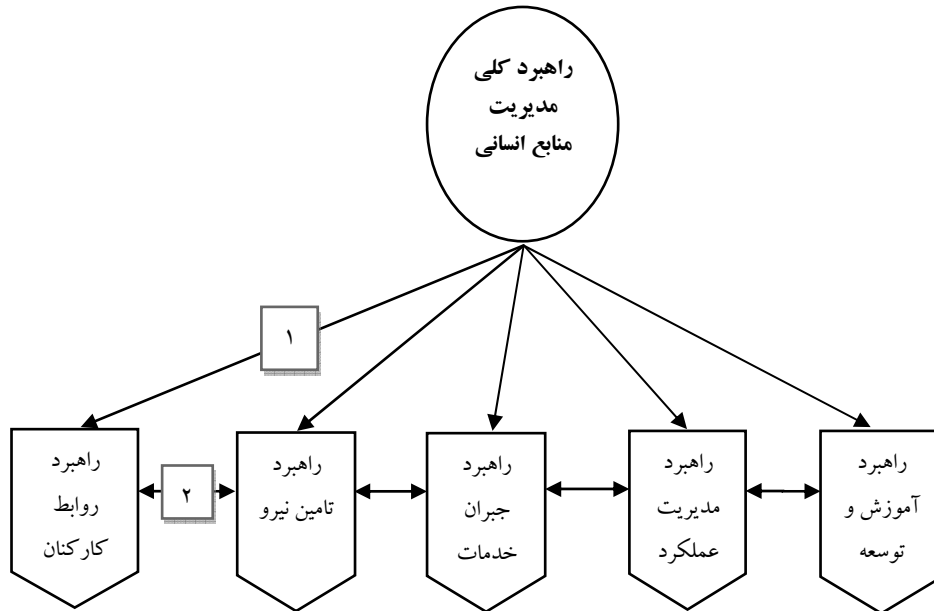 راهبرد کلی
مدیریت
منابع انسانی
۱
راهبرد
آموزش و
توسعه
راهبرد
مدیریت
عملکرد
راهبرد
جبران
خدمات
راهبرد
تامین نیرو
۲
راهبرد
روابط
کارکنان